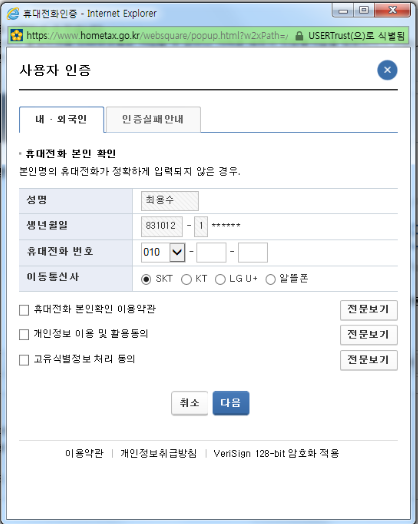 휴대전화인증 - Internet Explorer
https://www.hometax.go.kr/websquare/popup.html?w2xPath=/ USERTrust(으)로 식별됨
사용자 인증
내 · 외국인 인증실패안내
· 휴대전화 본인 확인
본인명의 휴대전화가 정확하게 입력되지 않은 경우.
성명 최용수
생년월일 831012 - 1 ******
휴대전화 번호 010 - -
이동통신사 SKT KT LG U+ 알뜰폰
휴대전화 본인확인 이용약관 전문보기
개인정보 이용 및 활용동의 전문보기
고유식별정보 처리 동의 전문보기
취소 다음
이용약관 | 개인정보취급방침 | VeriSign 128-bit 암호화 적용